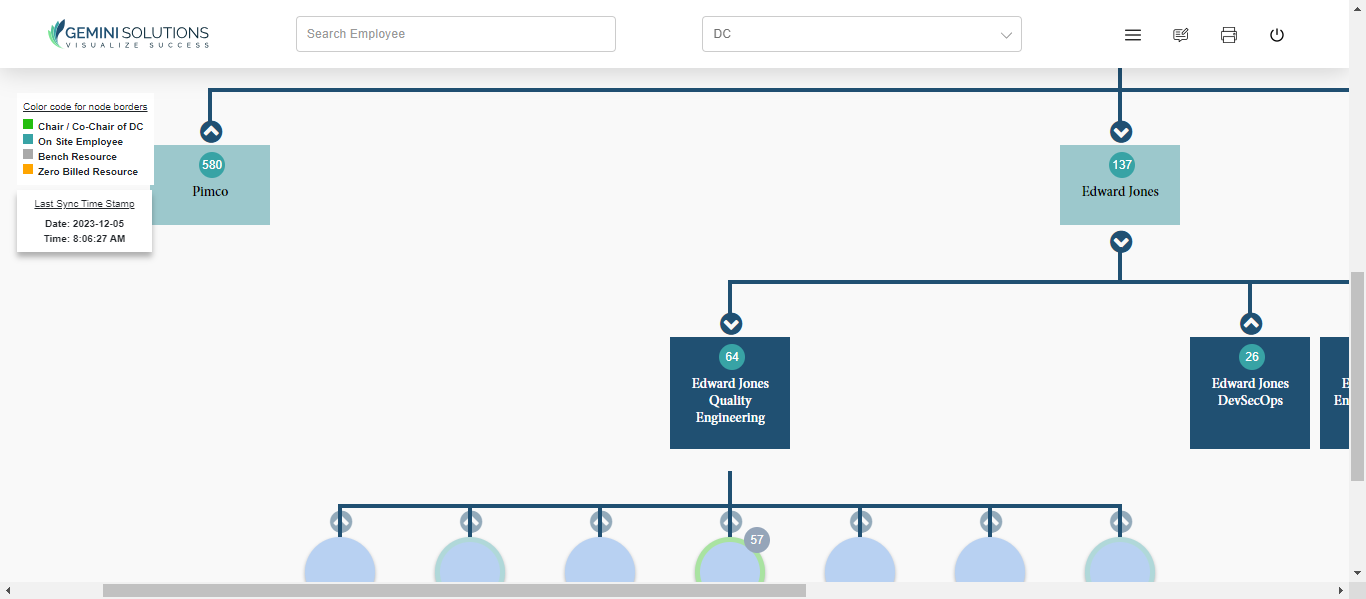 GEMINI SOLUTIONS
VISUALIZE SUCCESS
Search Employee
DC
Color code for node borders
Chair / Co-Chair of DC
On Site Employee
Bench Resource
Zero Billed Resource
Last Sync Time Stamp
Date: 2023-12-05
Time: 8:06:27 AM
580
Pimco
137
Edward Jones
64
Edward Jones
Quality
Engineering
26
Edward Jones
DevSecOps
E
En
57